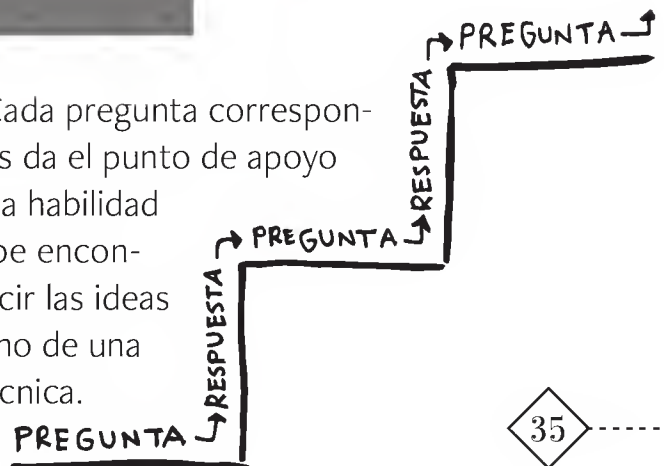 Cada pregunta correspon-
s da el punto de apoyo
a habilidad
be encon-
cir las ideas
no de una
cnica.
PREGUNTA
RESPUESTA
PREGUNTA
RESPUESTA
PREGUNTA
35